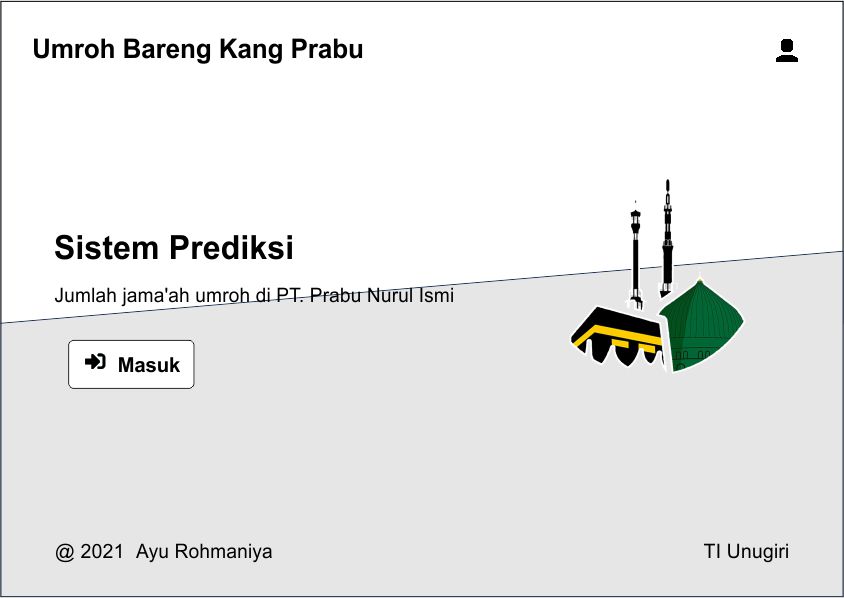 Umroh Bareng Kang Prabu
Sistem Prediksi
Jumlah jama'ah umroh di PT. Prabu Nurul Ismi
Masuk
@ 2021 Ayu Rohmaniya
TI Unugiri